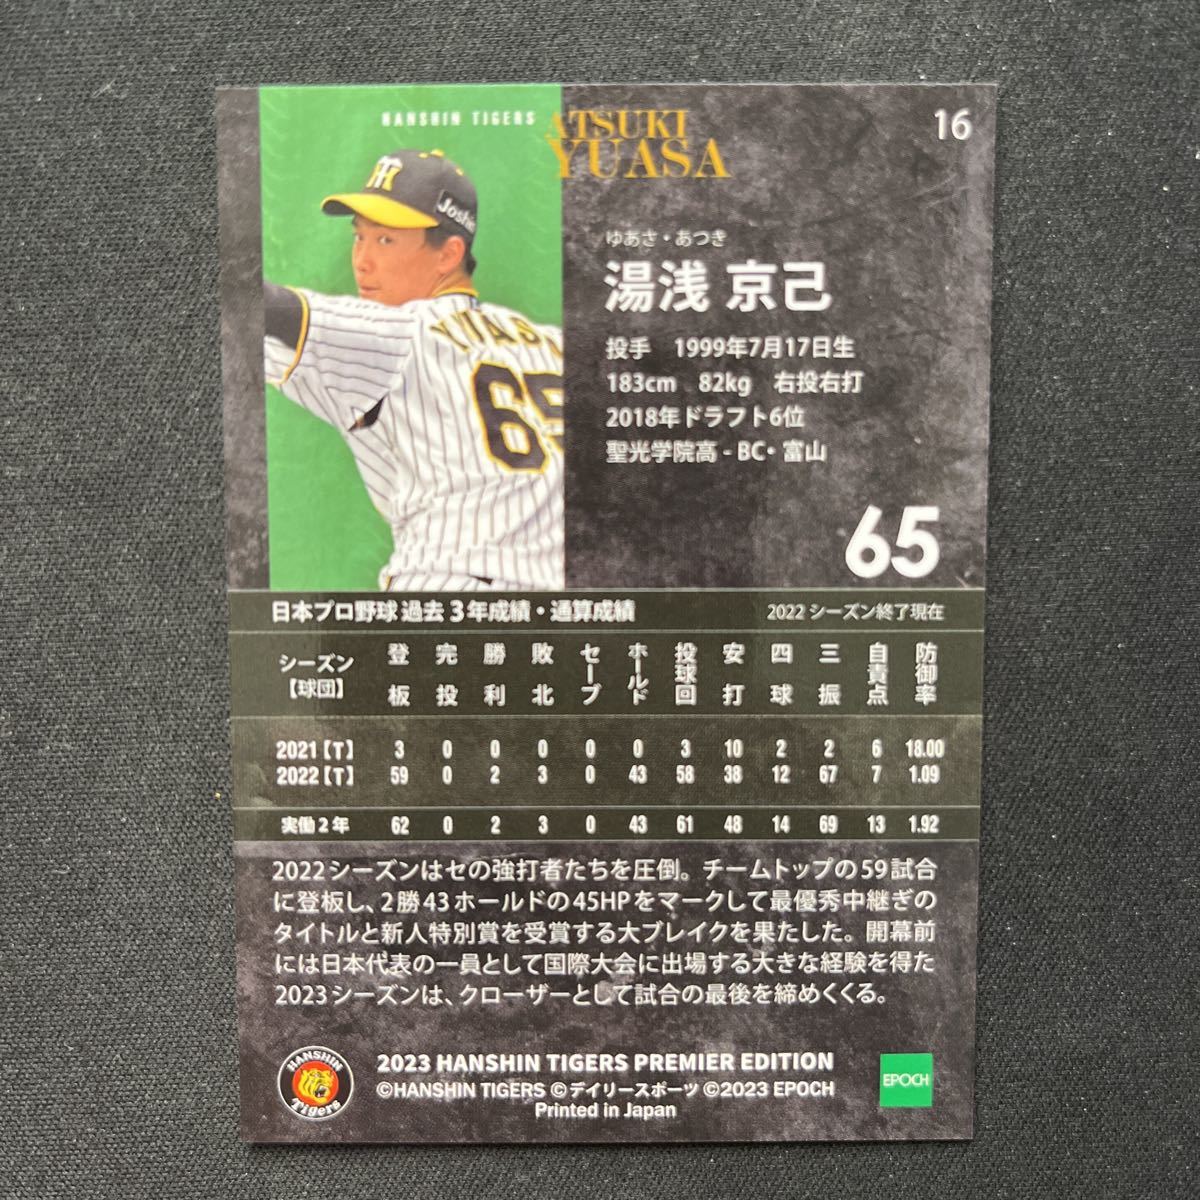 HANSHIN TIGERS
ATSUKI
YUASA
16
Joshin
YUASA
65
ゆあさ・あつき
湯浅 京己
投手　1999年7月17日生
183cm　82kg　右投右打
2018年ドラフト6位
聖光学院高 - BC・富山
65
日本プロ野球 過去 3 年成績・通算成績　2022 シーズン終了現在
シーズン【球団】 登板 完投 勝利 敗北 セーブ ホールド 投球回 安打 四球 三振 自責点 防御率
2021【T】 3 0 0 0 0 0 3 10 2 2 6 18.00
2022【T】 59 0 2 3 0 43 58 38 12 67 7 1.09
実働 2 年 62 0 2 3 0 43 61 48 14 69 13 1.92
2022シーズンはセの強打者たちを圧倒。チームトップの59試合
に登板し、2勝43ホールドの45HPをマークして最優秀中継ぎの
タイトルと新人特別賞を受賞する大ブレイクを果たした。開幕前
には日本代表の一員として国際大会に出場する大きな経験を得た
2023シーズンは、クローザーとして試合の最後を締めくくる。
HANSHIN
Tigers
2023 HANSHIN TIGERS PREMIER EDITION
©HANSHIN TIGERS ©デイリースポーツ ©2023 EPOCH
Printed in Japan
EPOCH